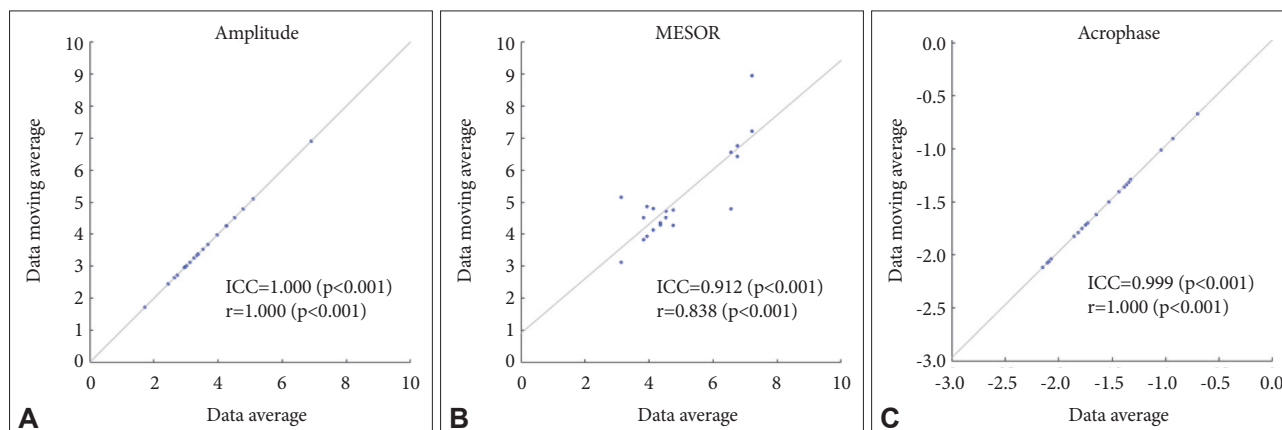 Amplitude
10
9
8
7
6
5
4
3
2
1
0
Data moving average
ICC=1.000 (p<0.001)
r=1.000 (p<0.001)
0 2 4 6 8 10
Data average
A
MESOR
10
9
8
7
6
5
4
3
2
1
0
Data moving average
ICC=0.912 (p<0.001)
r=0.838 (p<0.001)
0 2 4 6 8 10
Data average
B
Acrophase
0.0
-0.5
-1.0
-1.5
-2.0
-2.5
-3.0
Data moving average
ICC=0.999 (p<0.001)
r=1.000 (p<0.001)
-3.0 -2.5 -2.0 -1.5 -1.0 -0.5 0.0
Data average
C